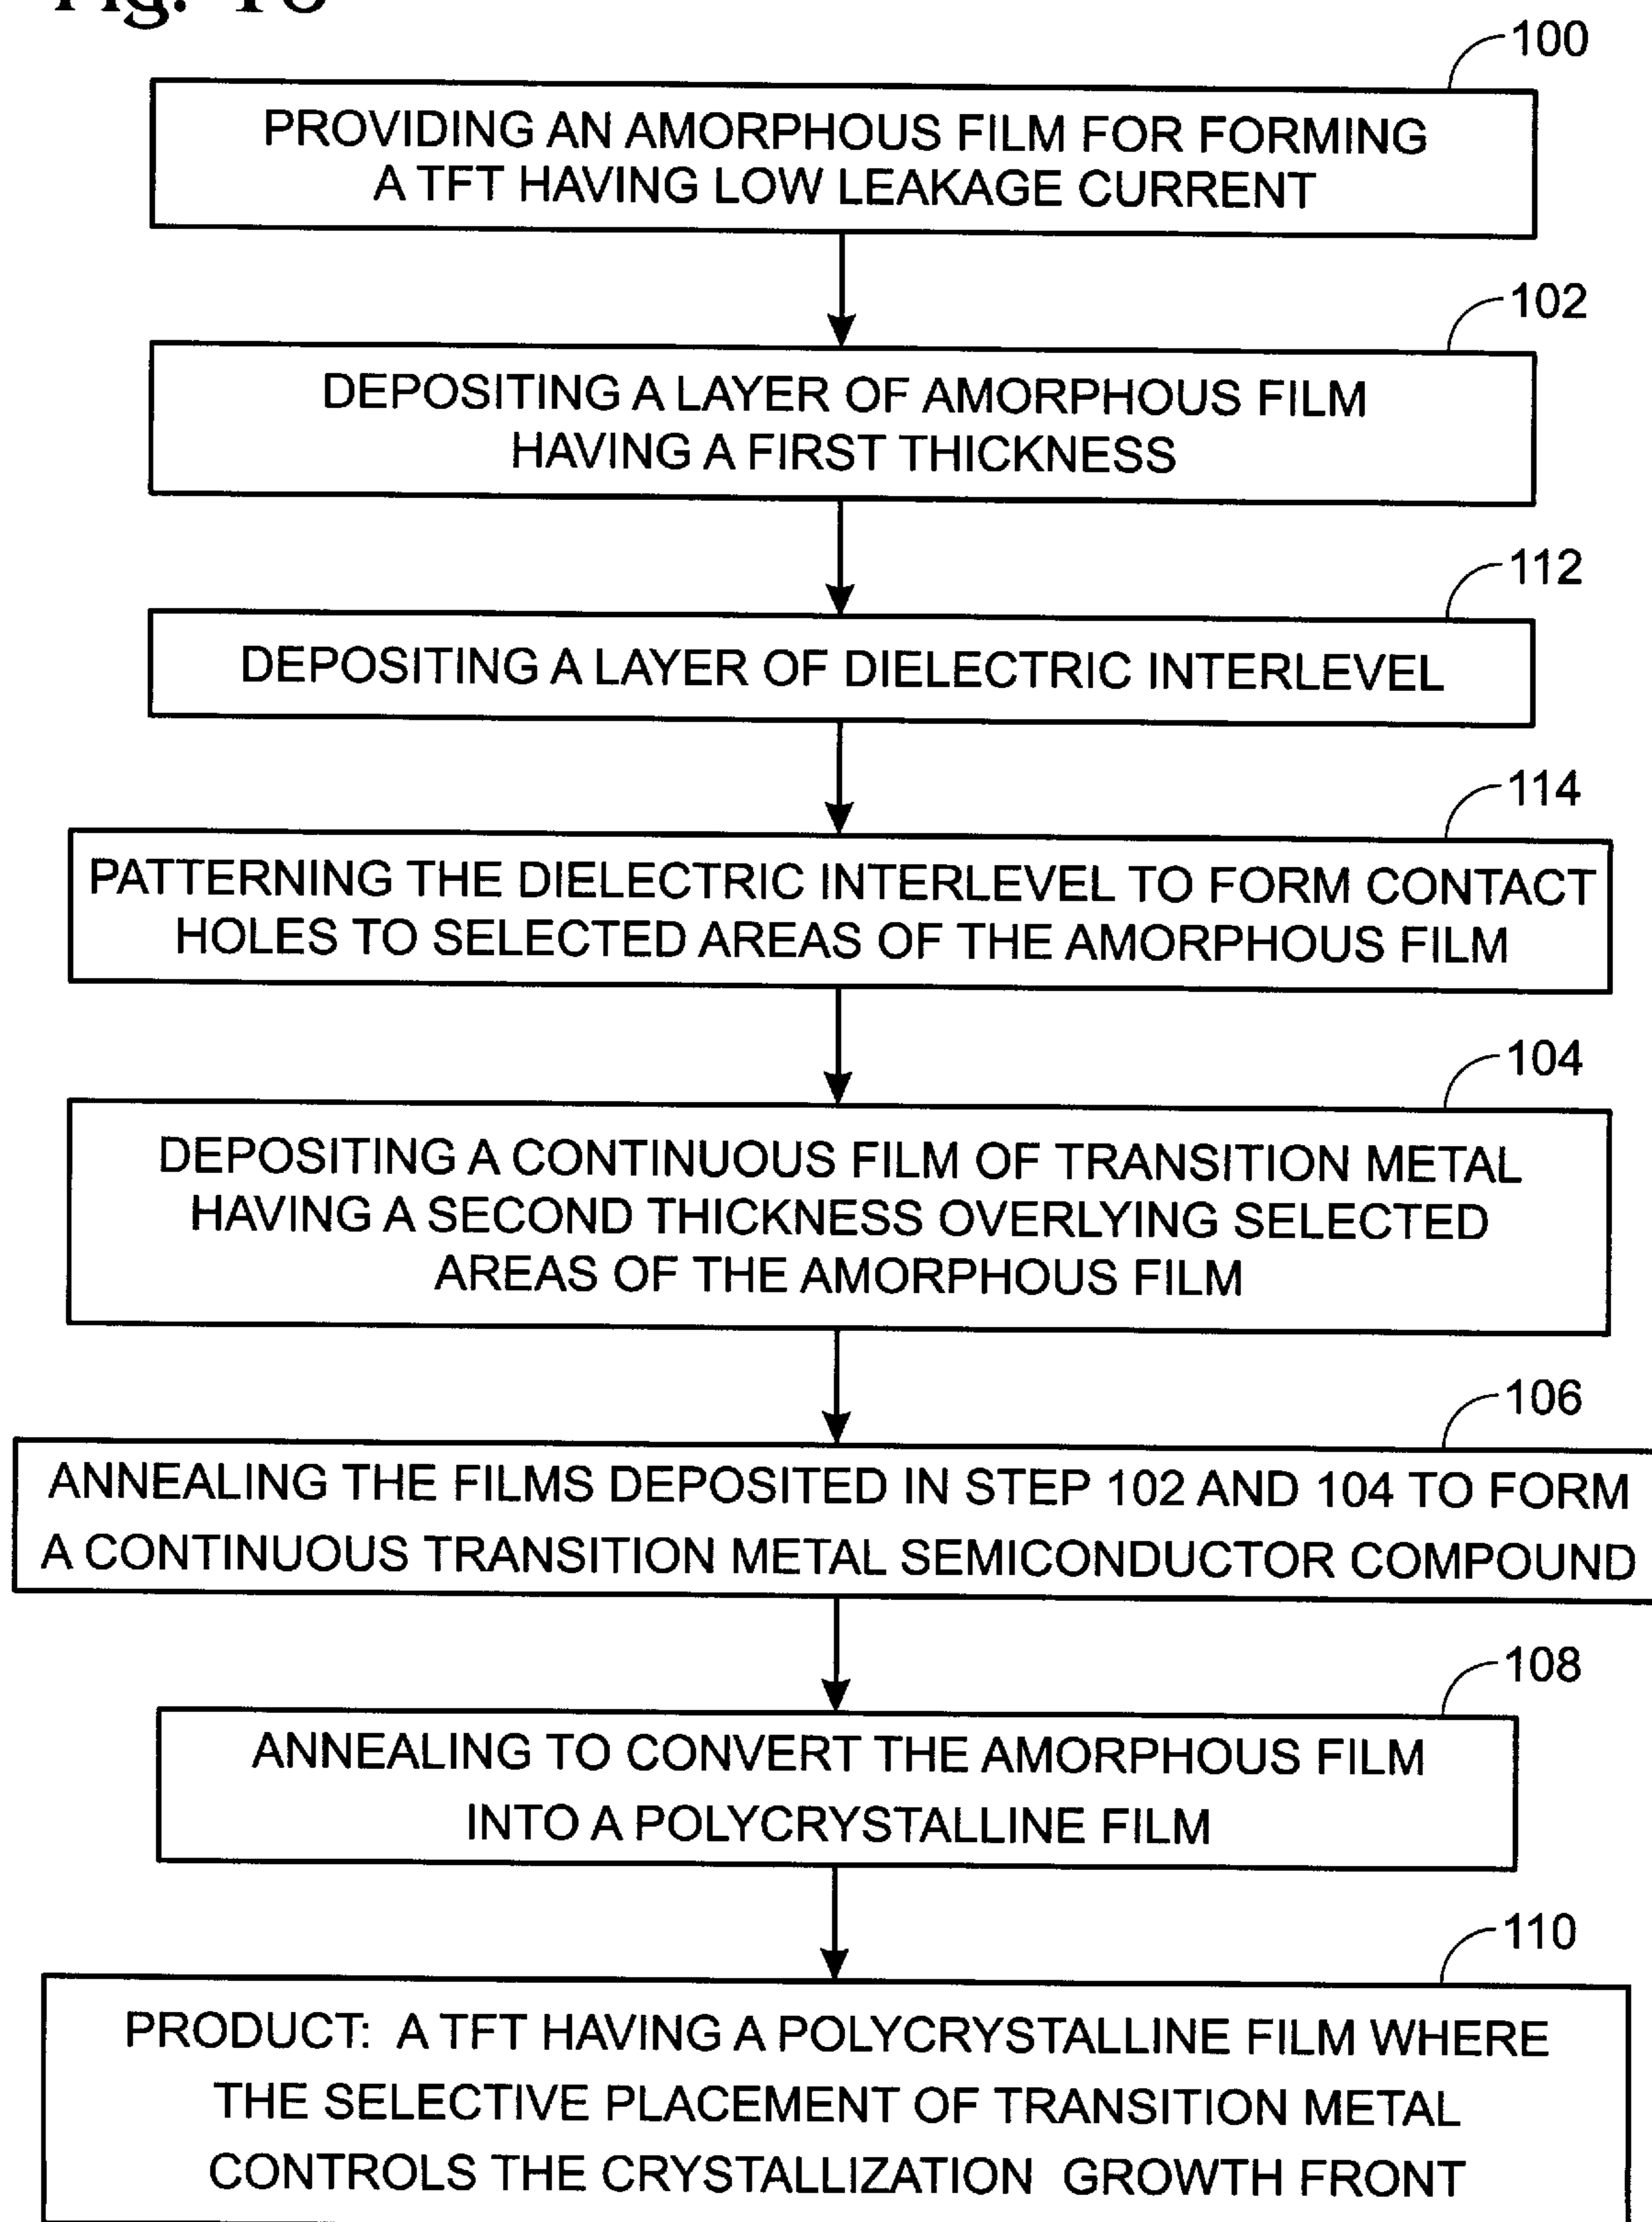 100
PROVIDING AN AMORPHOUS FILM FOR FORMING
A TFT HAVING LOW LEAKAGE CURRENT
102
DEPOSITING A LAYER OF AMORPHOUS FILM
HAVING A FIRST THICKNESS
112
DEPOSITING A LAYER OF DIELECTRIC INTERLEVEL
114
PATTERNING THE DIELECTRIC INTERLEVEL TO FORM CONTACT
HOLES TO SELECTED AREAS OF THE AMORPHOUS FILM
104
DEPOSITING A CONTINUOUS FILM OF TRANSITION METAL
HAVING A SECOND THICKNESS OVERLYING SELECTED
AREAS OF THE AMORPHOUS FILM
106
ANNEALING THE FILMS DEPOSITED IN STEP 102 AND 104 TO FORM
A CONTINUOUS TRANSITION METAL SEMICONDUCTOR COMPOUND
108
ANNEALING TO CONVERT THE AMORPHOUS FILM
INTO A POLYCRYSTALLINE FILM
110
PRODUCT: A TFT HAVING A POLYCRYSTALLINE FILM WHERE
THE SELECTIVE PLACEMENT OF TRANSITION METAL
CONTROLS THE CRYSTALLIZATION GROWTH FRONT